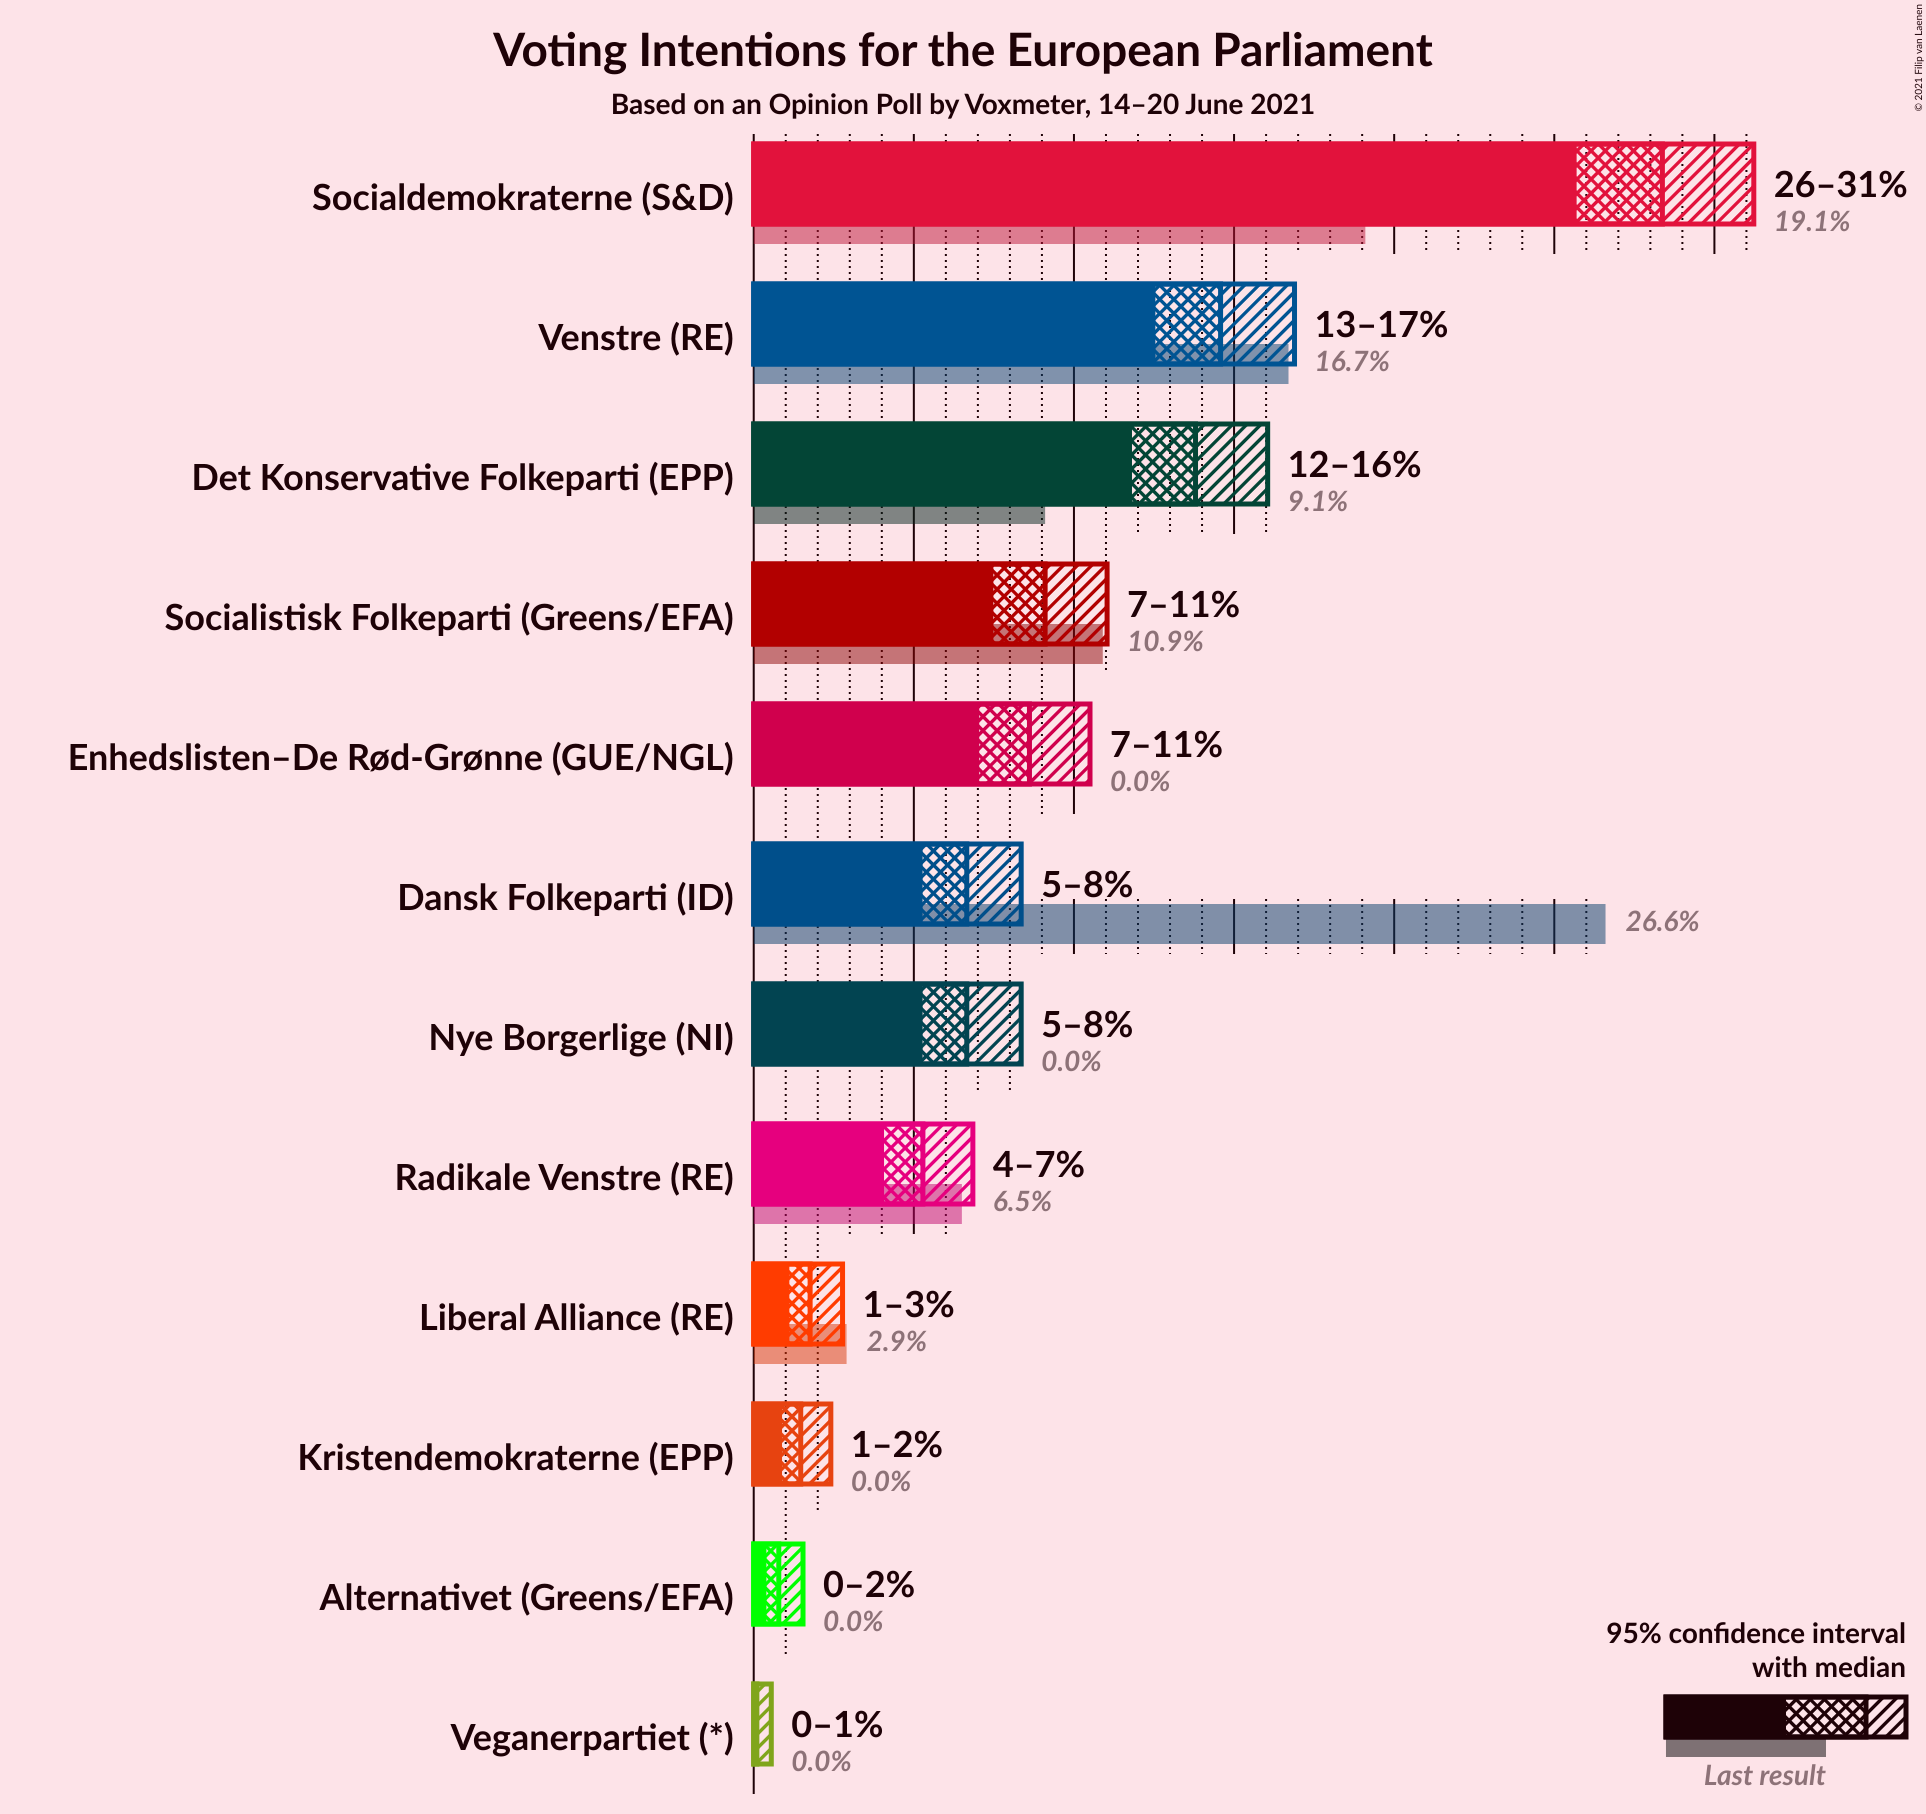 Voting Intentions for the European Parliament
Based on an Opinion Poll by Voxmeter, 14–20 June 2021
© 2021 Filip van Laenen
Socialdemokraterne (S&D)
26–31%
19.1%
Venstre (RE)
13–17%
16.7%
Det Konservative Folkeparti (EPP)
12–16%
9.1%
Socialistisk Folkeparti (Greens/EFA)
7–11%
10.9%
Enhedslisten–De Rød-Grønne (GUE/NGL)
7–11%
0.0%
Dansk Folkeparti (ID)
5–8%
26.6%
Nye Borgerlige (NI)
5–8%
0.0%
Radikale Venstre (RE)
4–7%
6.5%
Liberal Alliance (RE)
1–3%
2.9%
Kristendemokraterne (EPP)
1–2%
0.0%
Alternativet (Greens/EFA)
0–2%
0.0%
Veganerpartiet (*)
0–1%
0.0%
95% confidence interval
with median
Last result